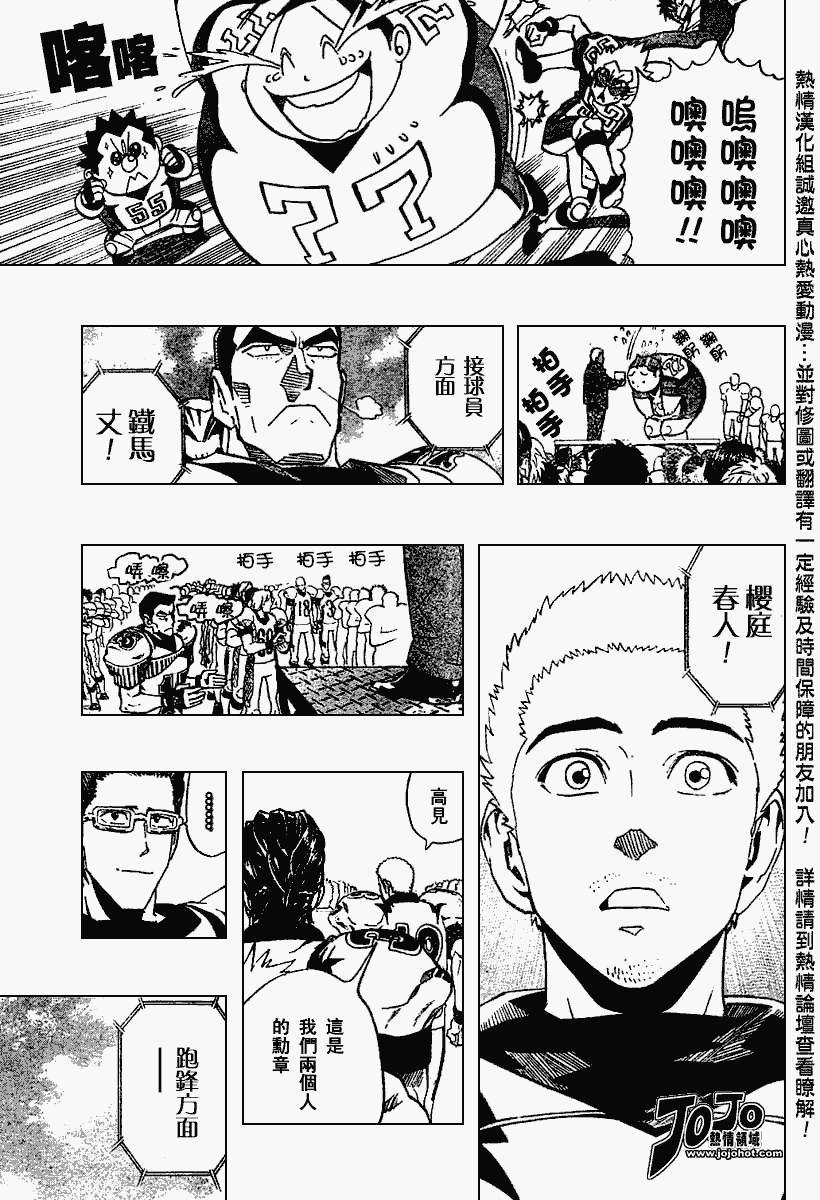 嗚噢噢噢
噢噢噢!!
喀喀
77
55
拍手
拍手
接球員
方面
鐵馬
丈!
櫻庭
春人!
拍手 拍手 拍手
18
3
高見
這是
我們兩個人
的勳章
跑鋒方面
——
JOJO
熱情領域
www.jojohot.com
熱情漢化組誠邀真心熱愛動漫…並對修圖或翻譯有一定經驗及時間保障的朋友加入! 詳情請到熱情論壇查看瞭解!